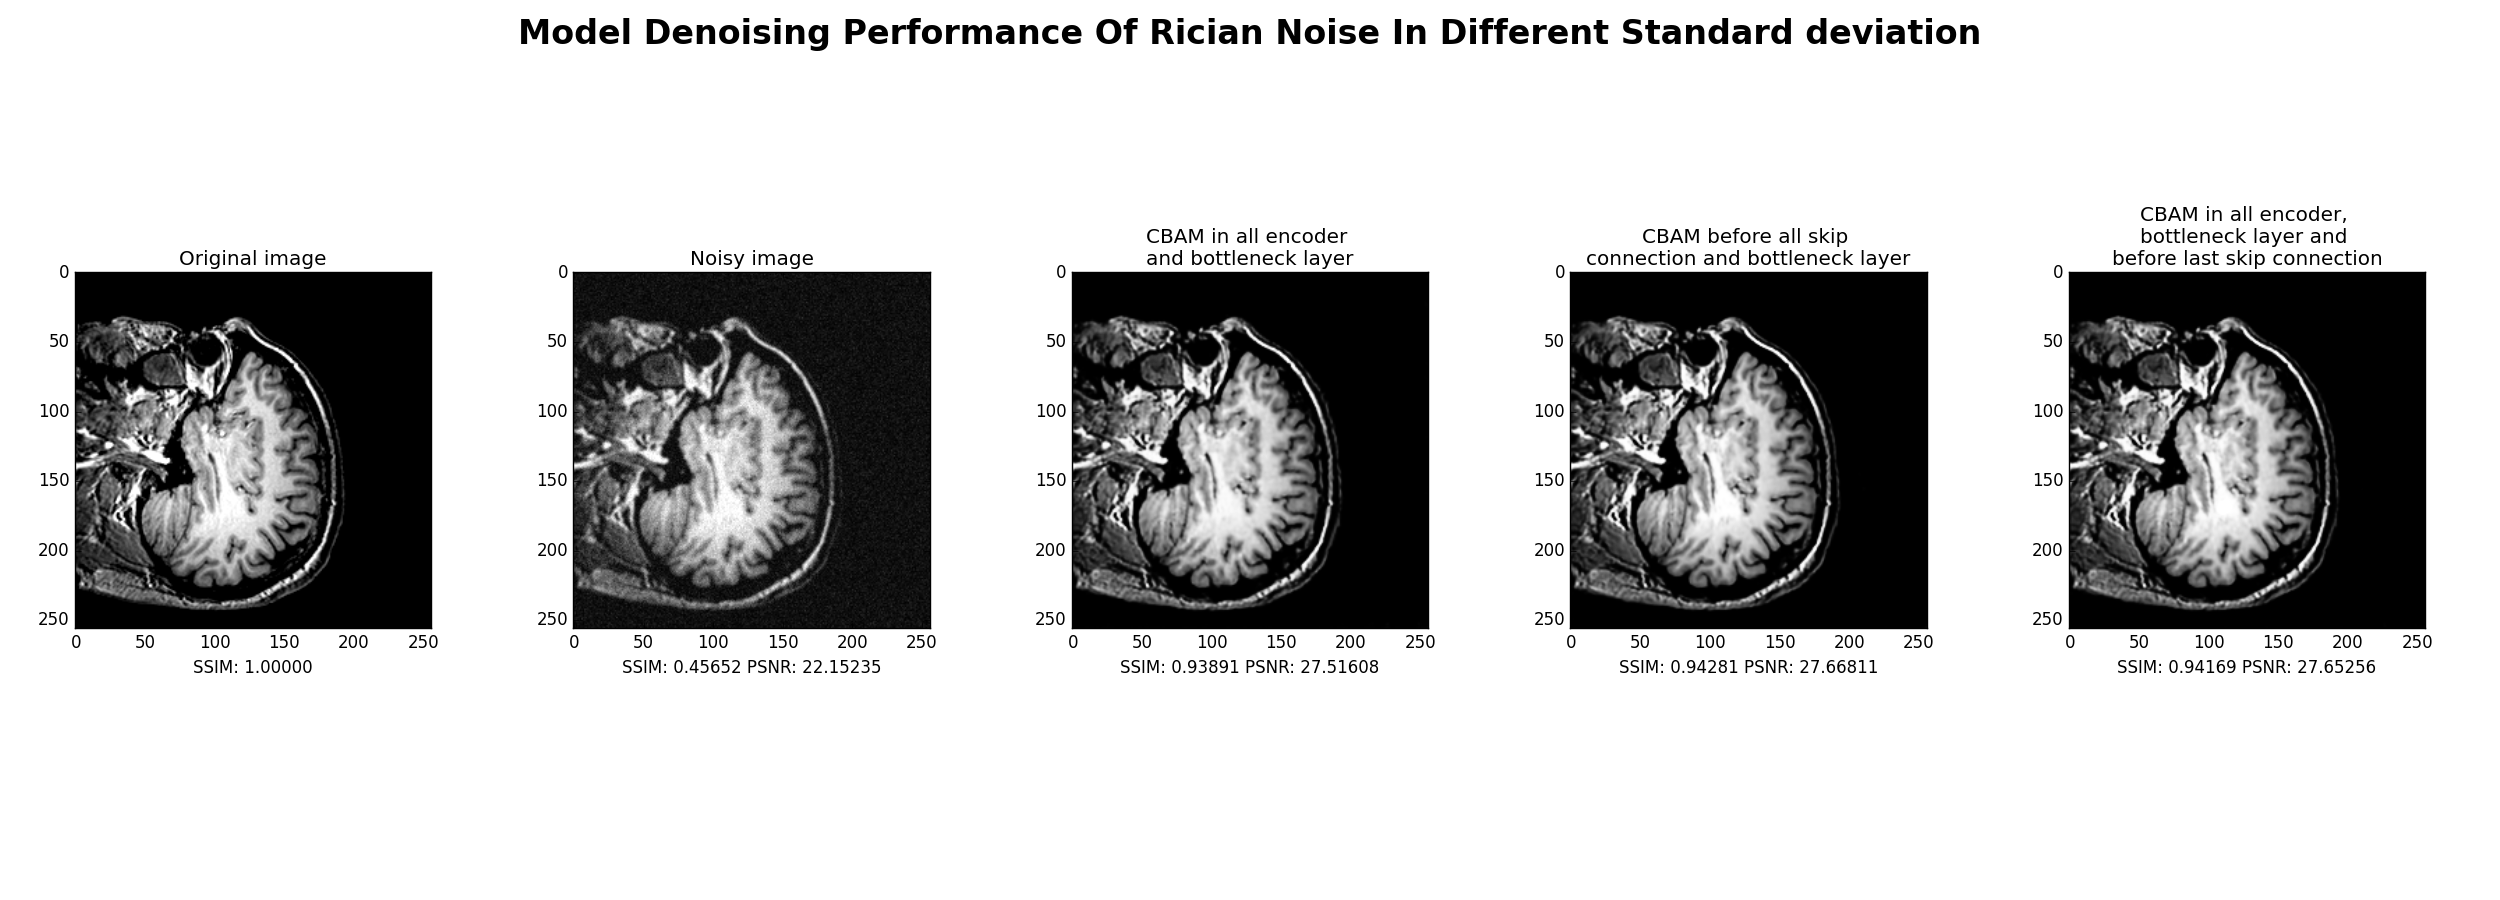 Model Denoising Performance Of Rician Noise In Different Standard deviation
Original image
0
50
100
150
200
250
0 50 100 150 200 250
SSIM: 1.00000
Noisy image
0
50
100
150
200
250
0 50 100 150 200 250
SSIM: 0.45652 PSNR: 22.15235
CBAM in all encoder
and bottleneck layer
0
50
100
150
200
250
0 50 100 150 200 250
SSIM: 0.93891 PSNR: 27.51608
CBAM before all skip
connection and bottleneck layer
0
50
100
150
200
250
0 50 100 150 200 250
SSIM: 0.94281 PSNR: 27.66811
CBAM in all encoder,
bottleneck layer and
before last skip connection
0
50
100
150
200
250
0 50 100 150 200 250
SSIM: 0.94169 PSNR: 27.65256